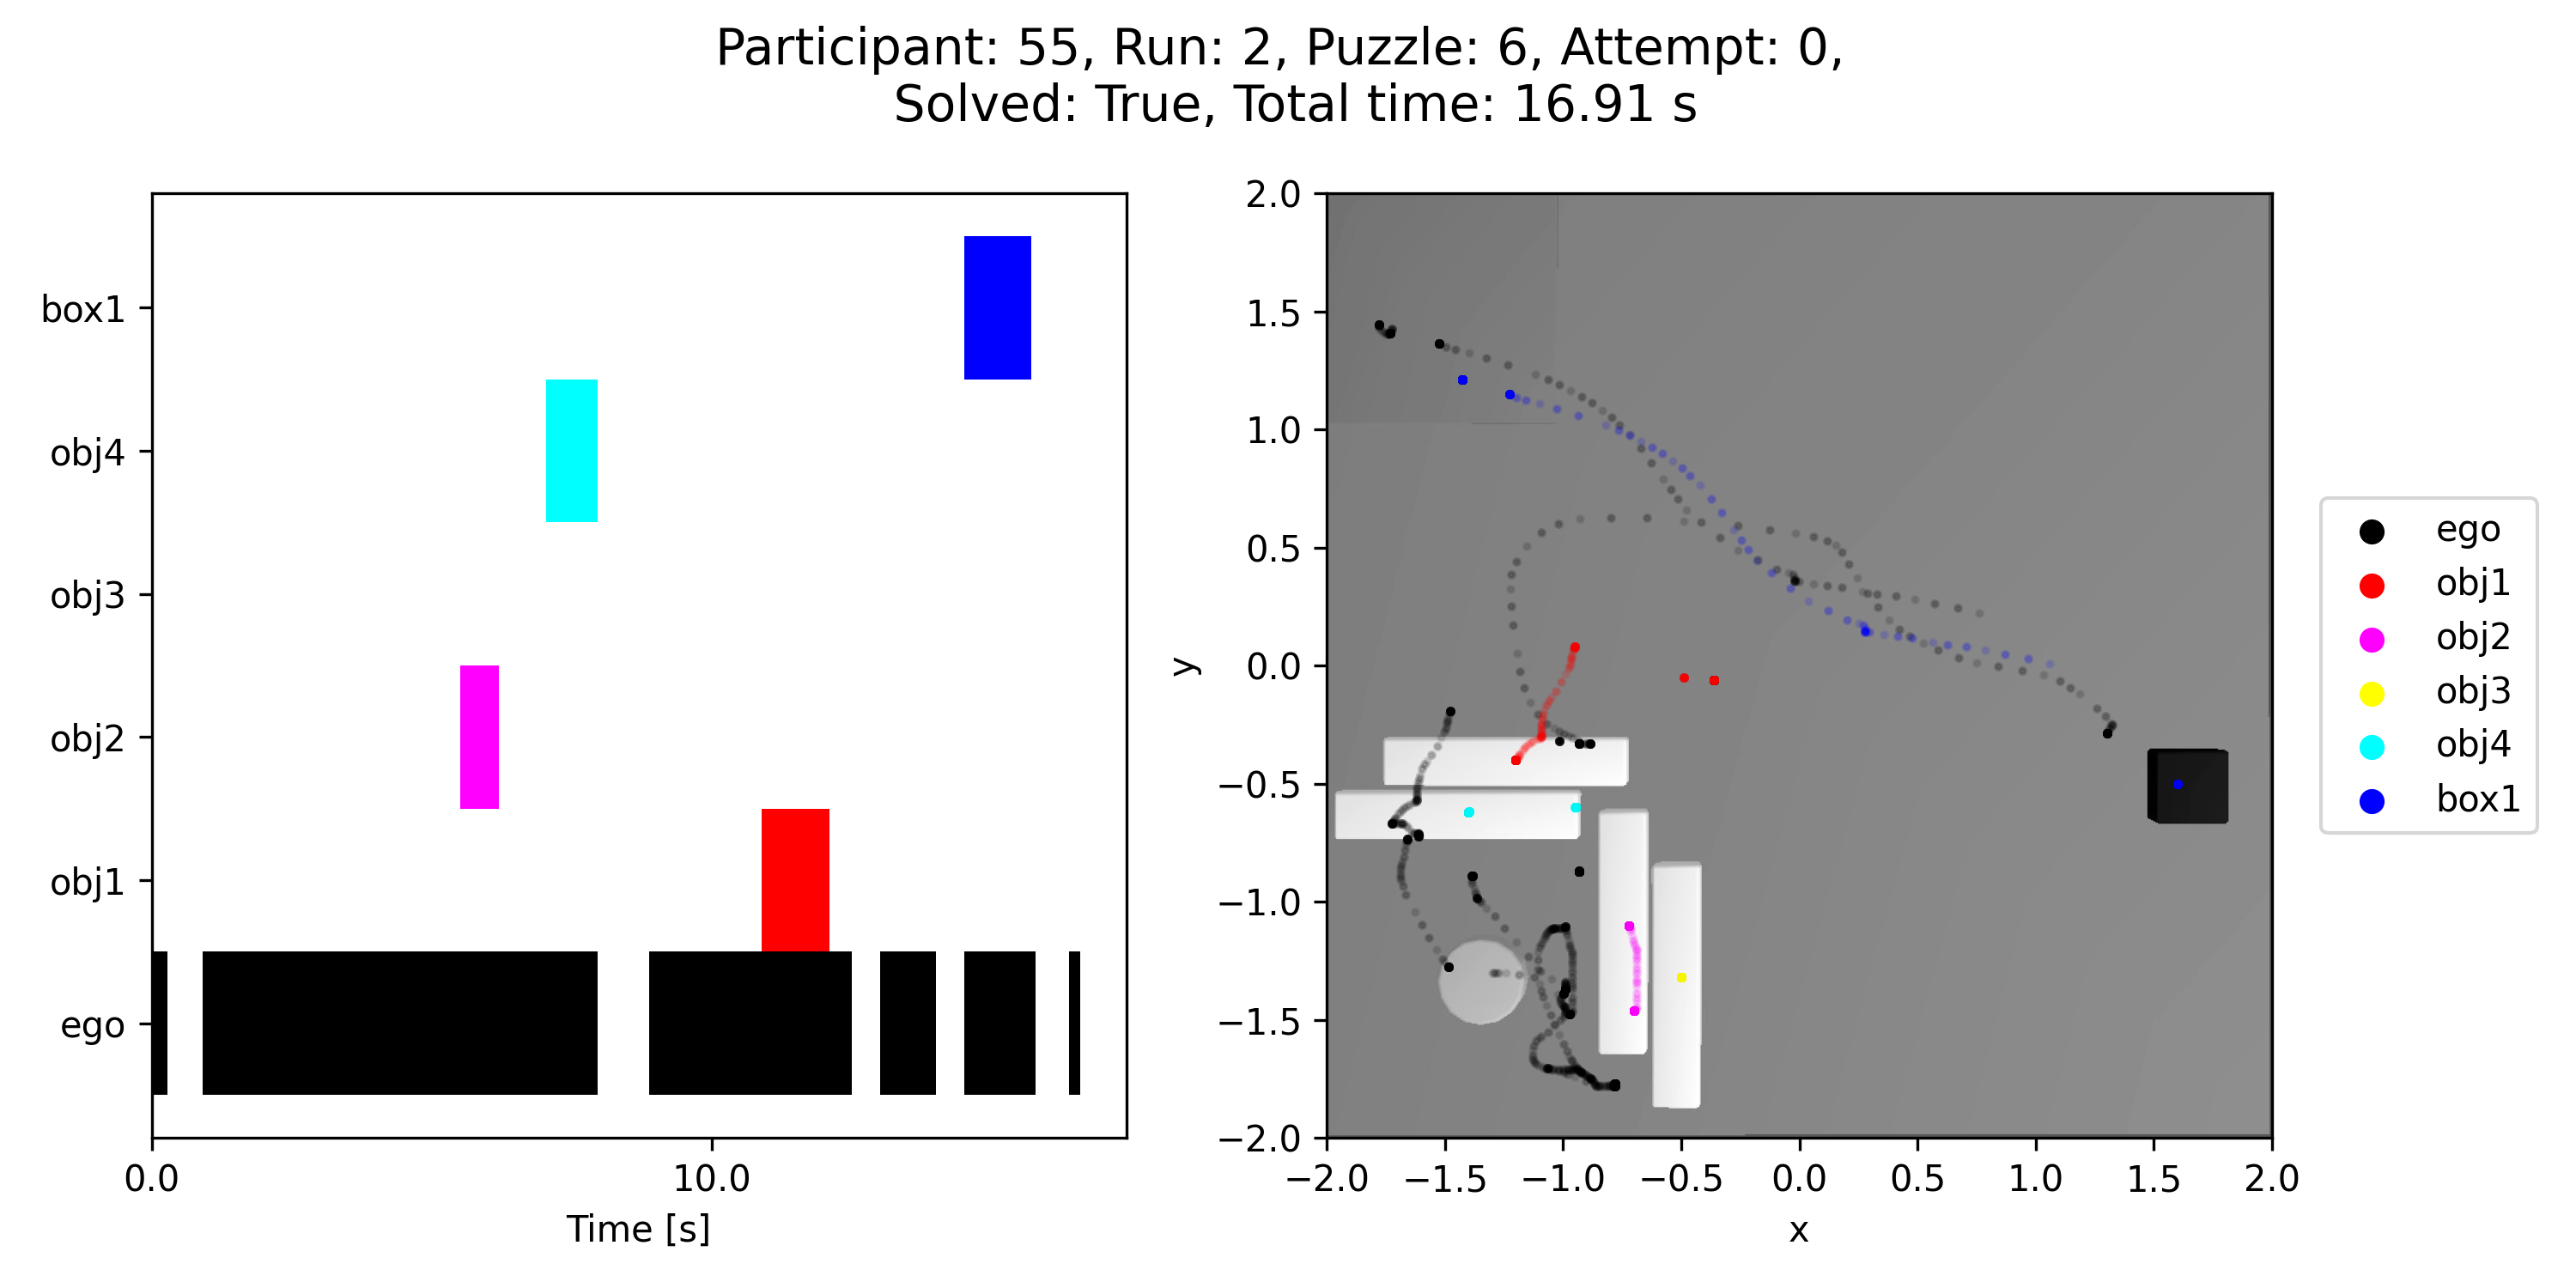 Participant: 55, Run: 2, Puzzle: 6, Attempt: 0,
Solved: True, Total time: 16.91 s
box1
obj4
obj3
obj2
obj1
ego
0.0
10.0
Time [s]
2.0
1.5
1.0
0.5
0.0
−0.5
−1.0
−1.5
−2.0
y
−2.0
−1.5
−1.0
−0.5
0.0
0.5
1.0
1.5
2.0
x
ego
obj1
obj2
obj3
obj4
box1